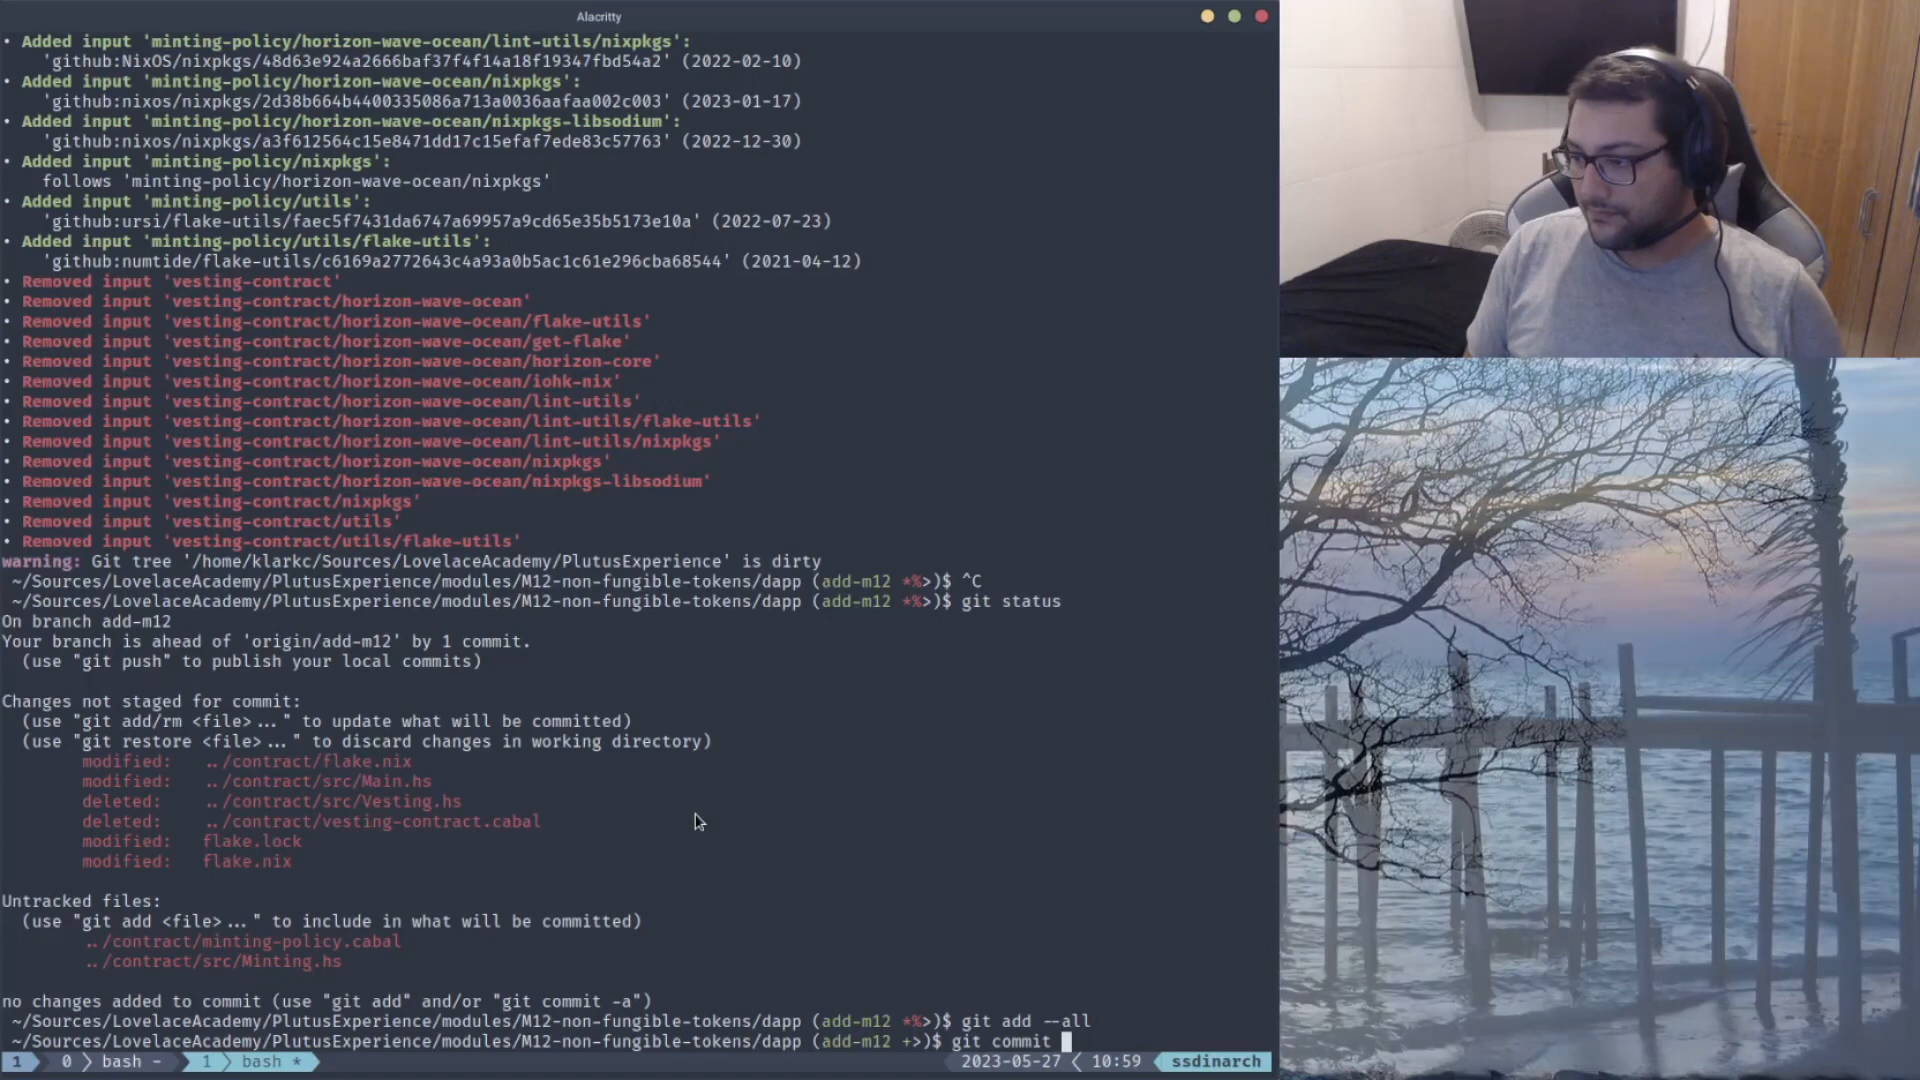 Alacritty
• Added input 'minting-policy/horizon-wave-ocean/lint-utils/nixpkgs':
'github:NixOS/nixpkgs/48d63e924a2666baf37f4f14a18f19347fbd54a2' (2022-02-10)
• Added input 'minting-policy/horizon-wave-ocean/nixpkgs':
'github:nixos/nixpkgs/2d38b664b4400335086a713a0036aafaa002c003' (2023-01-17)
• Added input 'minting-policy/horizon-wave-ocean/nixpkgs-libsodium':
'github:nixos/nixpkgs/a3f612564c15e8471dd17c15efaf7ede83c57763' (2022-12-30)
• Added input 'minting-policy/nixpkgs':
follows 'minting-policy/horizon-wave-ocean/nixpkgs'
• Added input 'minting-policy/utils':
'github:ursi/flake-utils/faec5f7431da6747a69957a9cd65e35b5173e10a' (2022-07-23)
• Added input 'minting-policy/utils/flake-utils':
'github:numtide/flake-utils/c6169a2772643c4a93a0b5ac1c61e296cba68544' (2021-04-12)
• Removed input 'vesting-contract'
• Removed input 'vesting-contract/horizon-wave-ocean'
• Removed input 'vesting-contract/horizon-wave-ocean/flake-utils'
• Removed input 'vesting-contract/horizon-wave-ocean/get-flake'
• Removed input 'vesting-contract/horizon-wave-ocean/horizon-core'
• Removed input 'vesting-contract/horizon-wave-ocean/iohk-nix'
• Removed input 'vesting-contract/horizon-wave-ocean/lint-utils'
• Removed input 'vesting-contract/horizon-wave-ocean/lint-utils/flake-utils'
• Removed input 'vesting-contract/horizon-wave-ocean/lint-utils/nixpkgs'
• Removed input 'vesting-contract/horizon-wave-ocean/nixpkgs'
• Removed input 'vesting-contract/horizon-wave-ocean/nixpkgs-libsodium'
• Removed input 'vesting-contract/nixpkgs'
• Removed input 'vesting-contract/utils'
• Removed input 'vesting-contract/utils/flake-utils'
warning: Git tree '/home/klarkc/Sources/LovelaceAcademy/PlutusExperience' is dirty
~/Sources/LovelaceAcademy/PlutusExperience/modules/M12-non-fungible-tokens/dapp (add-m12 *%>)$ ^C
~/Sources/LovelaceAcademy/PlutusExperience/modules/M12-non-fungible-tokens/dapp (add-m12 *%>)$ git status
On branch add-m12
Your branch is ahead of 'origin/add-m12' by 1 commit.
(use "git push" to publish your local commits)
Changes not staged for commit:
(use "git add/rm <file>..." to update what will be committed)
(use "git restore <file>..." to discard changes in working directory)
modified: ../contract/flake.nix
modified: ../contract/src/Main.hs
deleted: ../contract/src/Vesting.hs
deleted: ../contract/vesting-contract.cabal
modified: flake.lock
modified: flake.nix
Untracked files:
(use "git add <file>..." to include in what will be committed)
../contract/minting-policy.cabal
../contract/src/Minting.hs
no changes added to commit (use "git add" and/or "git commit -a")
~/Sources/LovelaceAcademy/PlutusExperience/modules/M12-non-fungible-tokens/dapp (add-m12 *%>)$ git add --all
~/Sources/LovelaceAcademy/PlutusExperience/modules/M12-non-fungible-tokens/dapp (add-m12 +>)$ git commit
1 0 bash - 1 bash * 2023-05-27 10:59 ssdinarch